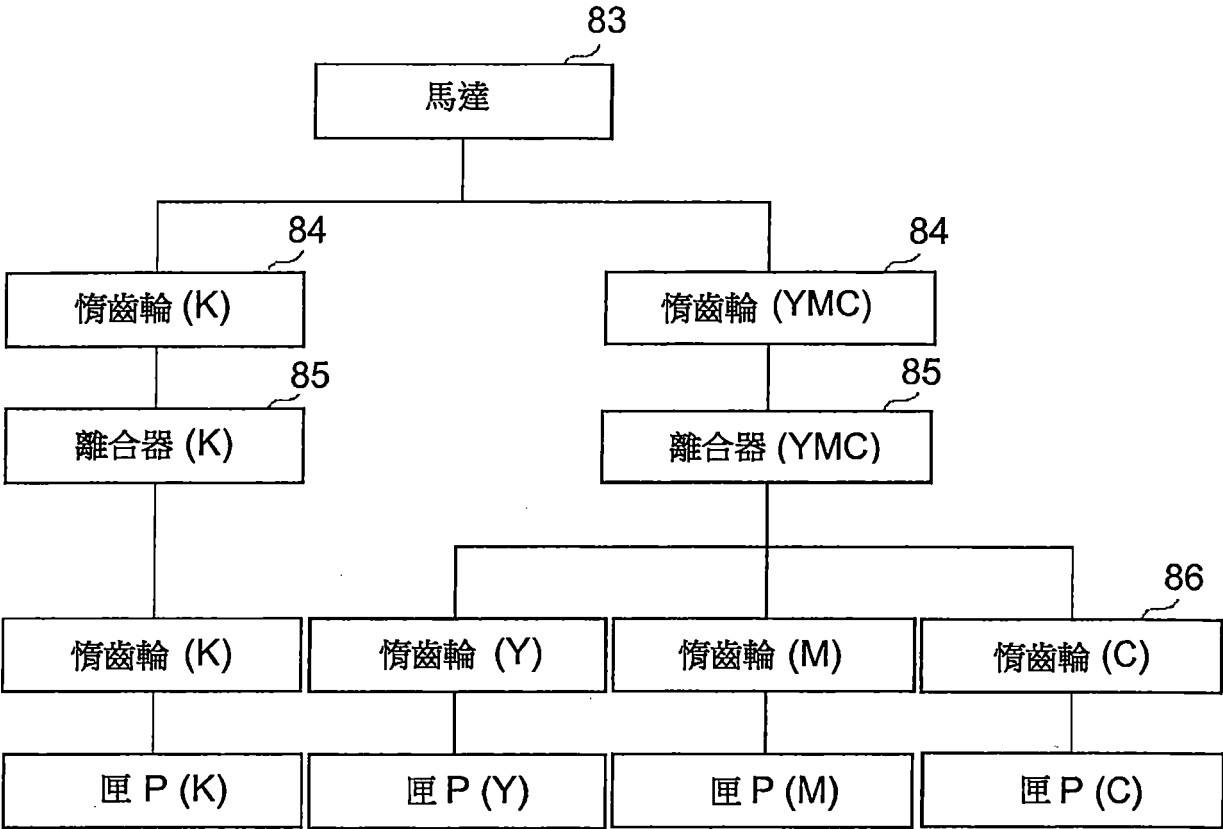 83
馬達
84
84
惰齒輪 (K)
惰齒輪 (YMC)
85
85
離合器 (K)
離合器 (YMC)
86
惰齒輪 (K)
惰齒輪 (Y)
惰齒輪 (M)
惰齒輪 (C)
匣 P (K)
匣 P (Y)
匣 P (M)
匣 P (C)